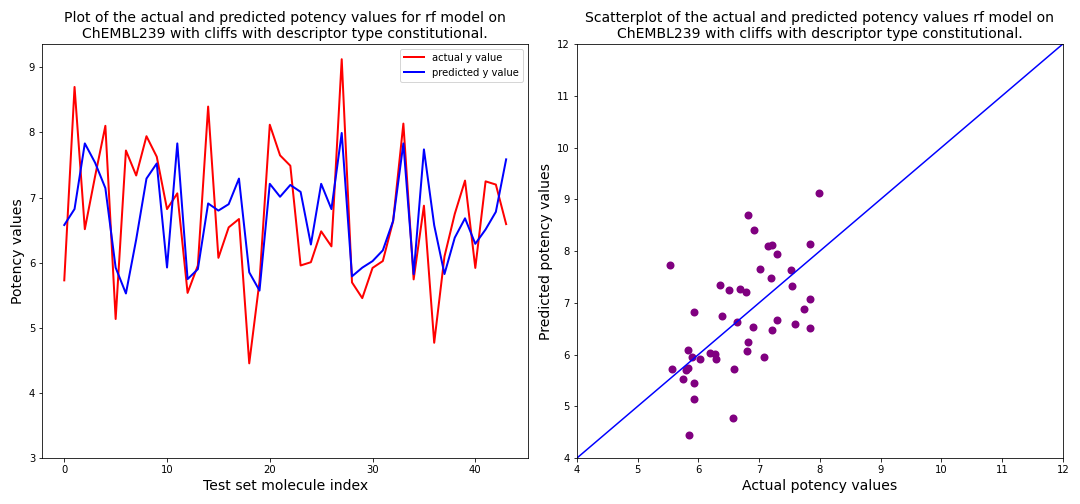 Plot of the actual and predicted potency values for rf model on
ChEMBL239 with cliffs with descriptor type constitutional.
actual y value
predicted y value
9
8
7
6
5
4
3
Potency values
0 10 20 30 40
Test set molecule index
Scatterplot of the actual and predicted potency values rf model on
ChEMBL239 with cliffs with descriptor type constitutional.
12
11
10
9
8
7
6
5
4
Predicted potency values
4 5 6 7 8 9 10 11 12
Actual potency values